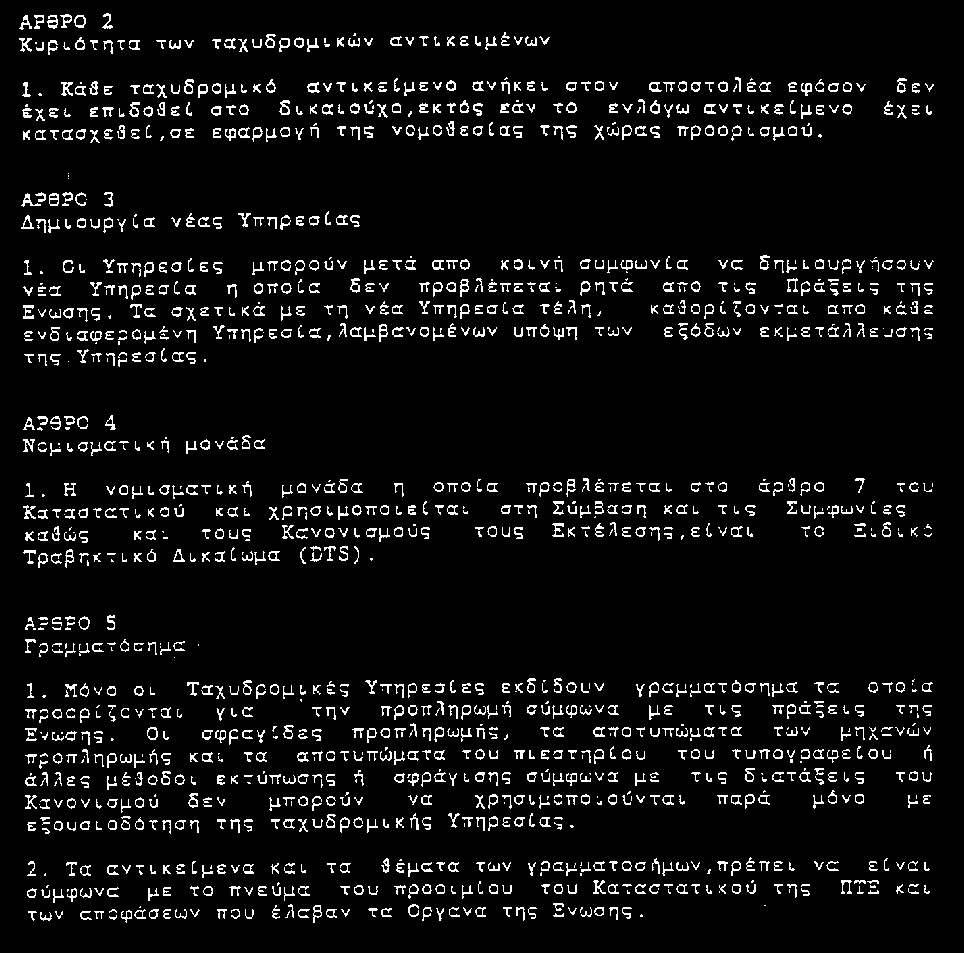 ΑΡΘΡΟ 2
Κυριότητα των ταχυδρομικών αντικειμένων
1. Κάθε ταχυδρομικό αντικείμενο ανήκει στον αποστολέα εφόσον δεν
έχει επιδοθεί στο δικαιούχο,εκτός εάν το ενλόγω αντικείμενο έχει
κατασχεθεί,σε εφαρμογή της νομοθεσίας της χώρας προορισμού.
ΑΡΘΡΟ 3
Δημιουργία νέας Υπηρεσίας
1. Οι Υπηρεσίες μπορούν μετά απο κοινή συμφωνία να δημιουργήσουν
νέα Υπηρεσία η οποία δεν προβλέπεται ρητά απο τις Πράξεις της
Ενωσης. Τα σχετικά με τη νέα Υπηρεσία τέλη, καθορίζονται απο κάθε
ενδιαφερομένη Υπηρεσία,λαμβανομένων υπόψη των εξόδων εκμετάλλευσης
της Υπηρεσίας.
ΑΡΘΡΟ 4
Νομισματική μονάδα
1. Η νομισματική μονάδα η οποία προβλέπεται στο άρθρο 7 του
Καταστατικού και χρησιμοποιείται στη Σύμβαση και τις Συμφωνίες
καθώς και τους Κανονισμούς τους Εκτέλεσης,είναι το Ειδικό
Τραβηκτικό Δικαίωμα (DTS).
ΑΡΘΡΟ 5
Γραμματόσημα
1. Μόνο οι Ταχυδρομικές Υπηρεσίες εκδίδουν γραμματόσημα τα οποία
προορίζονται για την προπληρωμή σύμφωνα με τις πράξεις της
Ενωσης. Οι σφραγίδες προπληρωμής, τα αποτυπώματα των μηχανών
προπληρωμής και τα αποτυπώματα του πιεστηρίου του τυπογραφείου ή
άλλες μέθοδοι εκτύπωσης ή σφράγισης σύμφωνα με τις διατάξεις του
Κανονισμού δεν μπορούν να χρησιμοποιούνται παρά μόνο με
εξουσιοδότηση της ταχυδρομικής Υπηρεσίας.
2. Τα αντικείμενα και τα θέματα των γραμματοσήμων,πρέπει να είναι
σύμφωνα με το πνεύμα του προοιμίου του Καταστατικού της ΠΤΕ και
των αποφάσεων που έλαβαν τα Οργανα της Ενωσης.